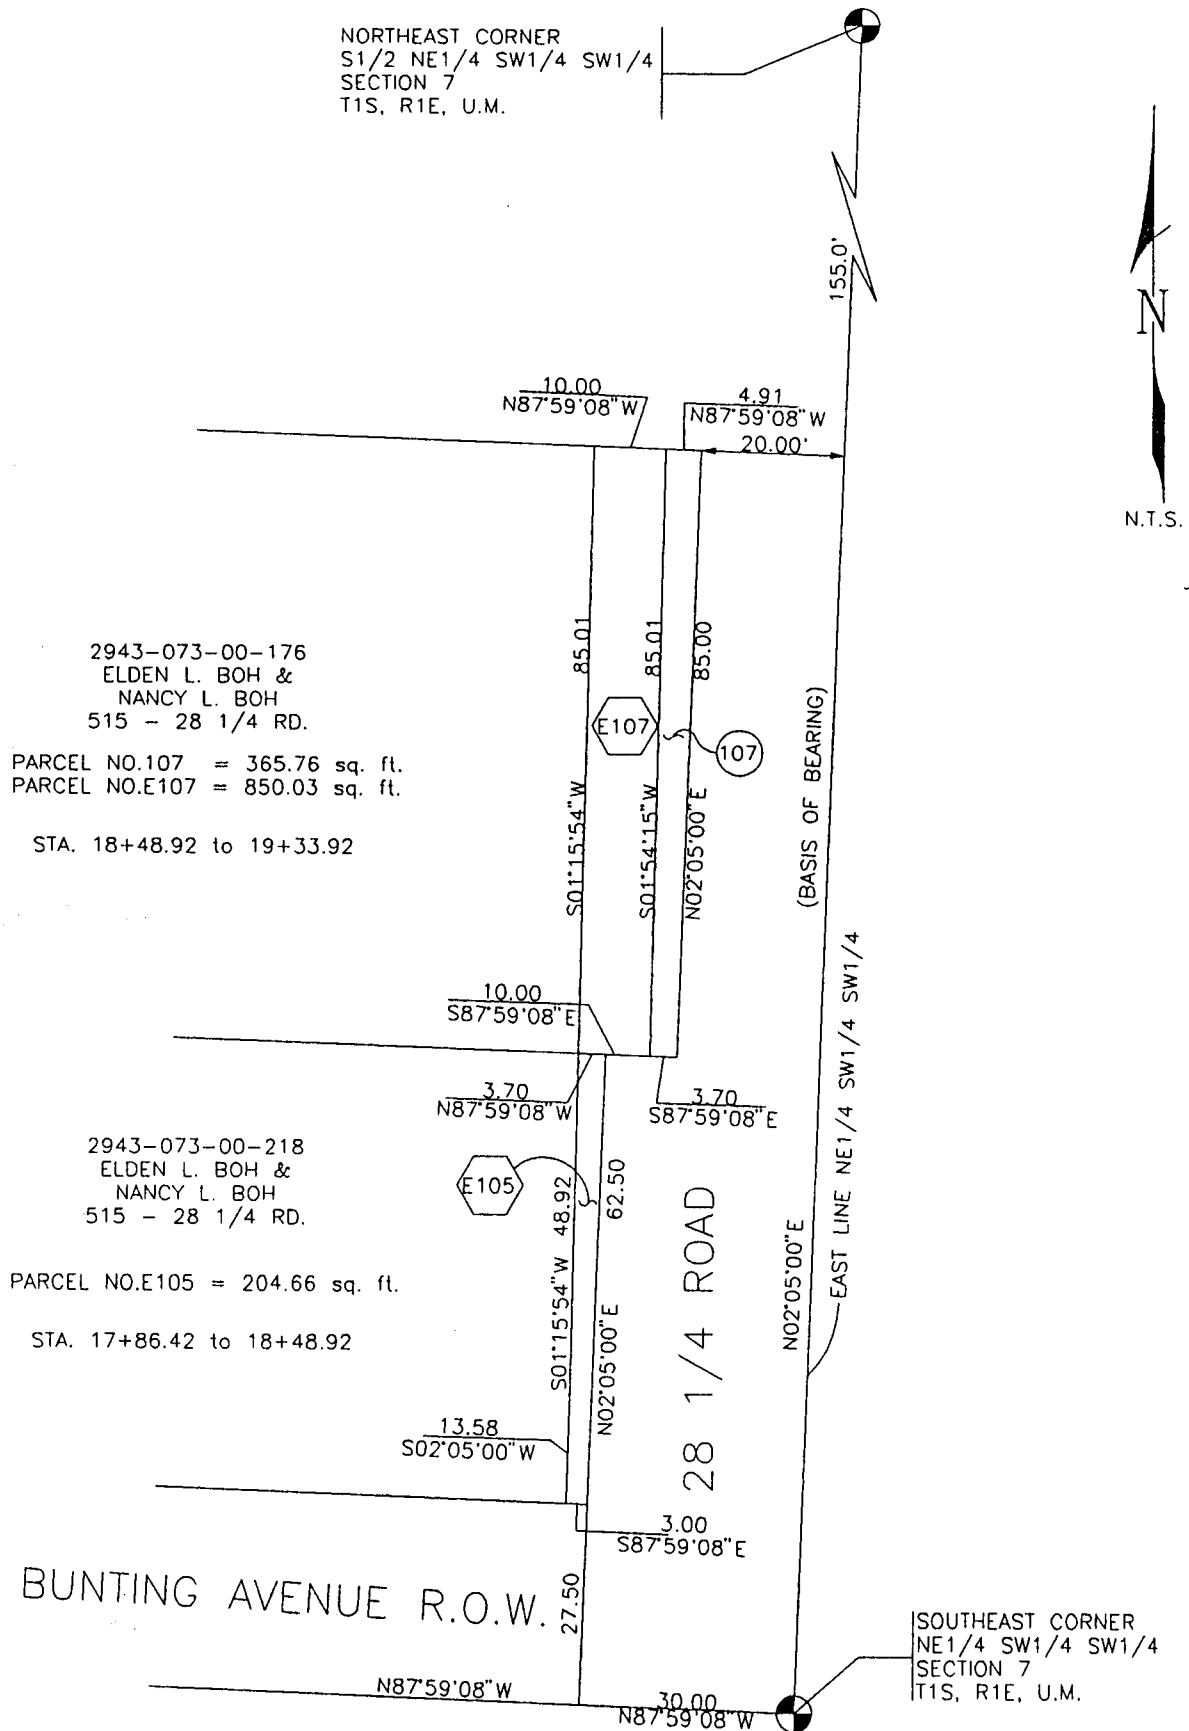 NORTHEAST CORNER
S1/2 NE1/4 SW1/4 SW1/4
SECTION 7
T1S, R1E, U.M.
155.0'
N
N.T.S.
10.00
N87°59'08"W
4.91
N87°59'08"W
20.00'
85.01
85.01
85.00
2943-073-00-176
ELDEN L. BOH &
NANCY L. BOH
515 - 28 1/4 RD.
PARCEL NO.107 = 365.76 sq. ft.
PARCEL NO.E107 = 850.03 sq. ft.
STA. 18+48.92 to 19+33.92
E107
107
(BASIS OF BEARING)
S01°15'54"W
S01°54'15"W
N02°05'00"E
10.00
S87°59'08"E
3.70
N87°59'08"W
3.70
S87°59'08"E
EAST LINE NE1/4 SW1/4 SW1/4
2943-073-00-218
ELDEN L. BOH &
NANCY L. BOH
515 - 28 1/4 RD.
E105
PARCEL NO.E105 = 204.66 sq. ft.
STA. 17+86.42 to 18+48.92
S01°15'54"W 48.92
62.50
N02°05'00"E
28 1/4 ROAD
N02°05'00"E
13.58
S02°05'00"W
3.00
S87°59'08"E
BUNTING AVENUE R.O.W.
27.50
N87°59'08"W
30.00
N87°59'08"W
SOUTHEAST CORNER
NE1/4 SW1/4 SW1/4
SECTION 7
T1S, R1E, U.M.